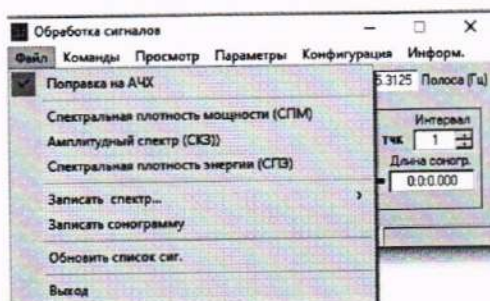 Обработка сигналов
Файл Команды Просмотр Параметры Конфигурация Информ.
Поправка на АЧХ
5.3125 Полоса (Гц)
Спектральная плотность мощности (СПМ)
Амплитудный спектр (СКЗ))
Спектральная плотность энергии (СПЭ)
Интервал
тчк 1
Длина соногр.
0:0:0.000
Записать спектр...
Записать сонограмму
Обновить список сиг.
Выход